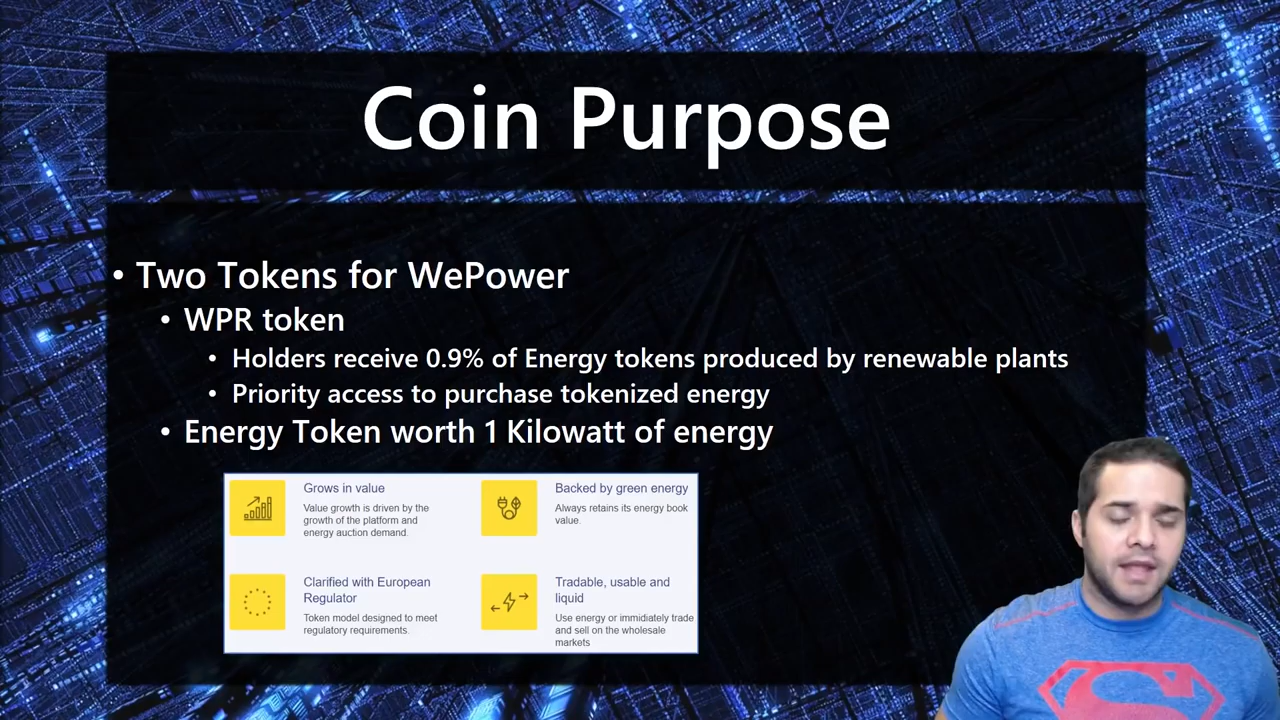 Coin Purpose
• Two Tokens for WePower
• WPR token
• Holders receive 0.9% of Energy tokens produced by renewable plants
• Priority access to purchase tokenized energy
• Energy Token worth 1 Kilowatt of energy
Grows in value
Value growth is driven by the
growth of the platform and
energy auction demand.
Backed by green energy
Always retains its energy book
value.
Clarified with European
Regulator
Token model designed to meet
regulatory requirements.
Tradable, usable and
liquid
Use energy or immidiately trade
and sell on the wholesale
markets